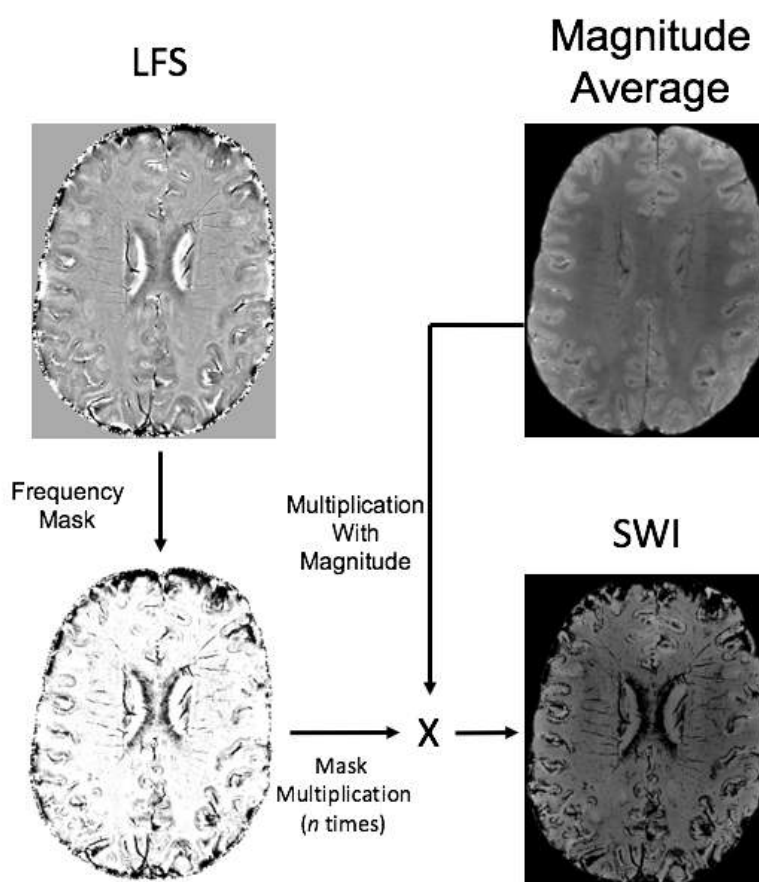 LFS
Magnitude
Average
Frequency
Mask
Multiplication
With
Magnitude
SWI
X
Mask
Multiplication
(n times)